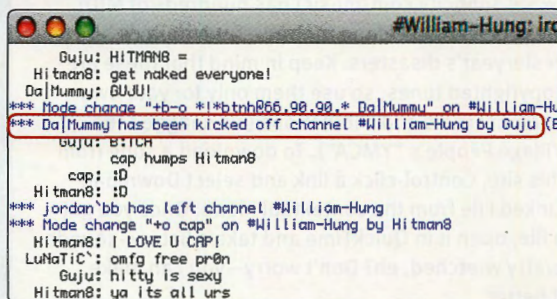 #William-Hung: irc
Guju: HITMAN8 =
Hitman8: get naked everyone!
Da|Mummy: GUJU!
*** Mode change "+b-o *!*btnh@66.90.90.* Da|Mummy" on #William-Hu
*** Da|Mummy has been kicked off channel #William-Hung by Guju (B
Guju: B:TCH
cap humps Hitman8
cap: :D
Hitman8: :D
*** jordan`bb has left channel #William-Hung
*** Mode change "+o cap" on #William-Hung by Hitman8
Hitman8: I LOVE U CAP!
LuNaTiC`: omfg free pr0n
Guju: hitty is sexy
Hitman8: ya its all urs